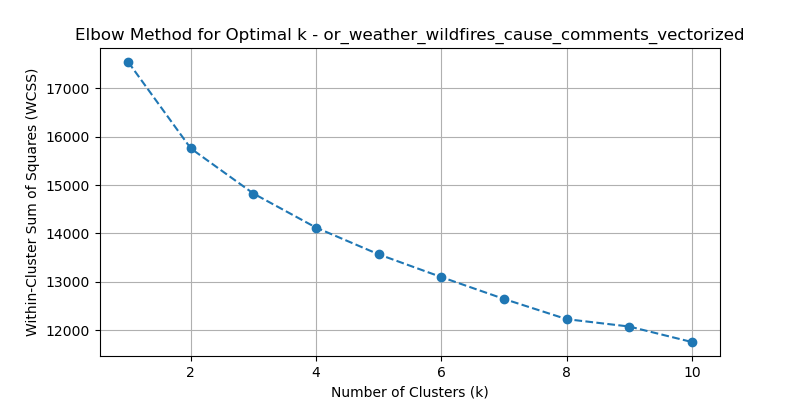 Elbow Method for Optimal k - or_weather_wildfires_cause_comments_vectorized
Within-Cluster Sum of Squares (WCSS)
17000
16000
15000
14000
13000
12000
2 4 6 8 10
Number of Clusters (k)